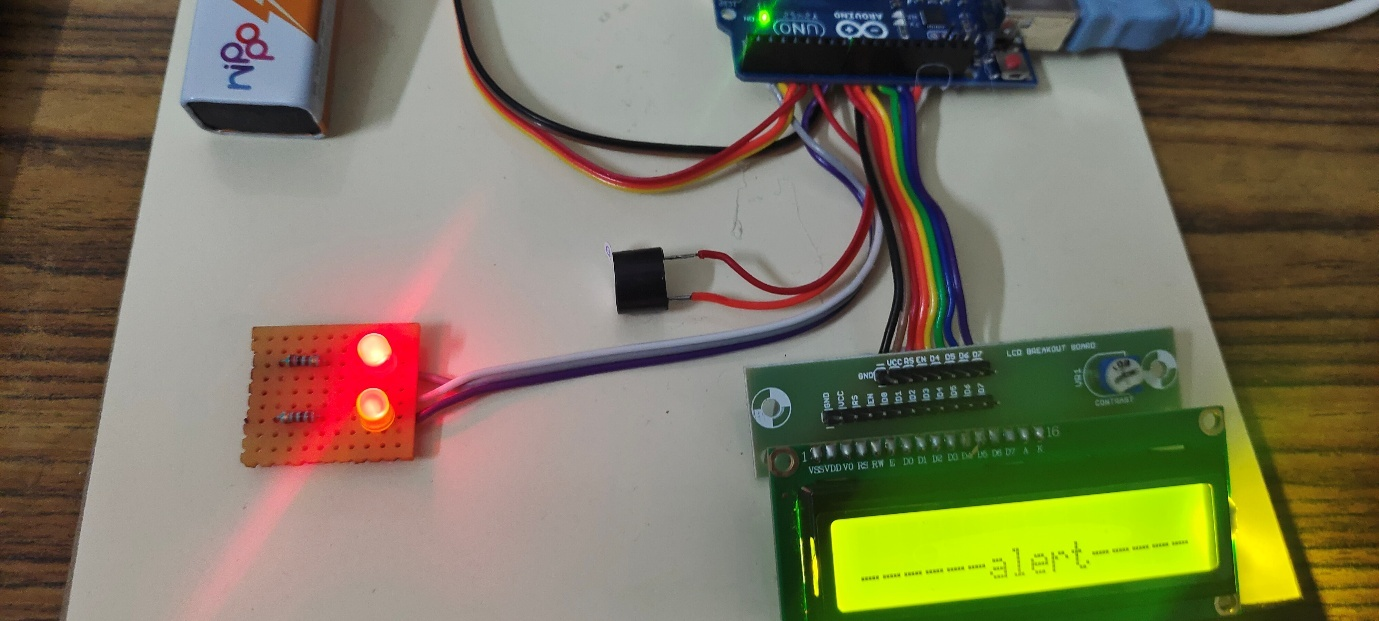 nippo
UNO
ARDUINO
ON
LCD BREAKOUT BOARD
VCC RS EN D4 D5 D6 D7
GND
GND VCC RS EN D0 D1 D2 D3 D4 D5 D6 D7
VR1
CONTRAST
1 16
VSS VDD V0 RS RW E D0 D1 D2 D3 D4 D5 D6 D7 A K
------alert-----